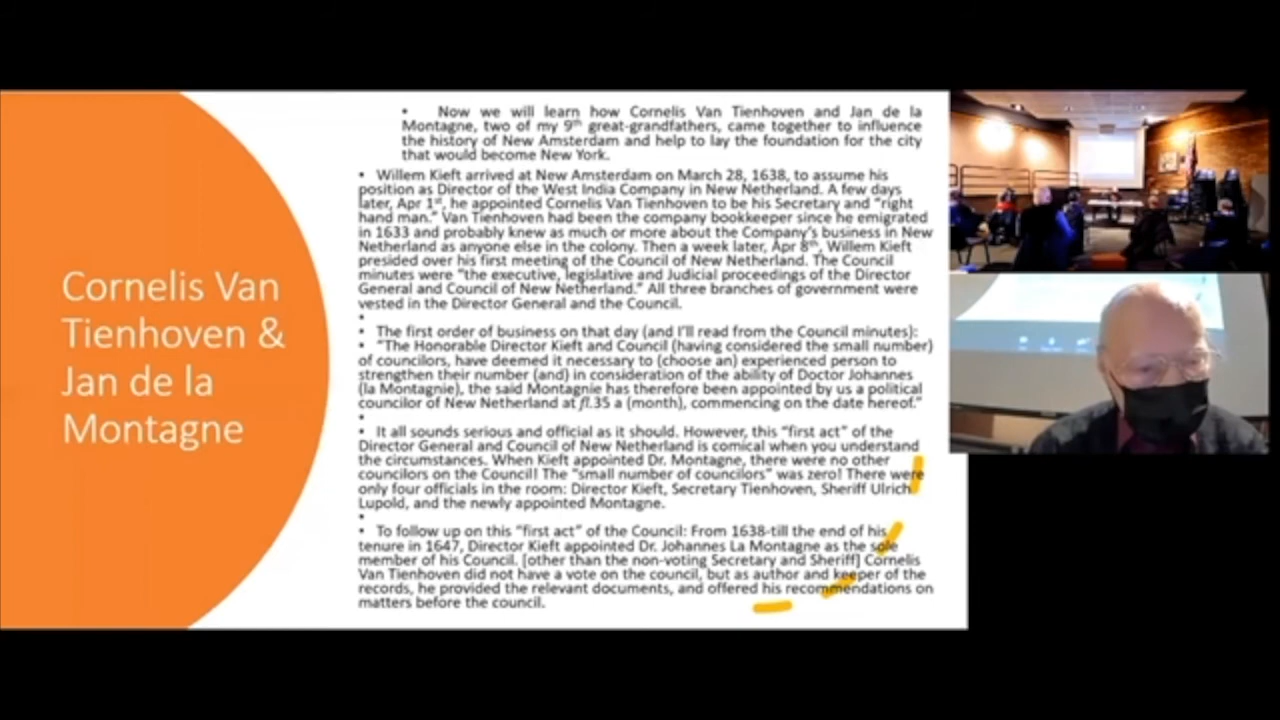 Cornelis Van
Tienhoven &
Jan de la
Montagne
• Now we will learn how Cornelis Van Tienhoven and Jan de la
Montagne, two of my 9th great-grandfathers, came together to influence
the history of New Amsterdam and help to lay the foundation for the city
that would become New York.
• Willem Kieft arrived at New Amsterdam on March 28, 1638, to assume his
position as Director of the West India Company in New Netherland. A few days
later, Apr 1st, he appointed Cornelis Van Tienhoven to be his Secretary and "right
hand man." Van Tienhoven had been the company bookkeeper since he emigrated
in 1633 and probably knew as much or more about the Company's business in New
Netherland as anyone else in the colony. Then a week later, Apr 8th, Willem Kieft
presided over his first meeting of the Council of New Netherland. The Council
minutes were "the executive, legislative and Judicial proceedings of the Director
General and Council of New Netherland." All three branches of government were
vested in the Director General and the Council.
•
• The first order of business on that day (and I'll read from the Council minutes):
• "The Honorable Director Kieft and Council (having considered the small number)
of councilors, have deemed it necessary to (choose an) experienced person to
strengthen their number (and) in consideration of the ability of Doctor Johannes
(la Montagnie), the said Montagnie has therefore been appointed by us a political
councilor of New Netherland at fl.35 a (month), commencing on the date hereof."
•
• It all sounds serious and official as it should. However, this "first act" of the
Director General and Council of New Netherland is comical when you understand
the circumstances. When Kieft appointed Dr. Montagne, there were no other
councilors on the Council! The "small number of councilors" was zero! There were
only four officials in the room: Director Kieft, Secretary Tienhoven, Sheriff Ulrich
Lupold, and the newly appointed Montagne.
•
• To follow up on this "first act" of the Council: From 1638-till the end of his
tenure in 1647, Director Kieft appointed Dr. Johannes La Montagne as the sole
member of his Council. [other than the non-voting Secretary and Sheriff] Cornelis
Van Tienhoven did not have a vote on the council, but as author and keeper of the
records, he provided the relevant documents, and offered his recommendations on
matters before the council.